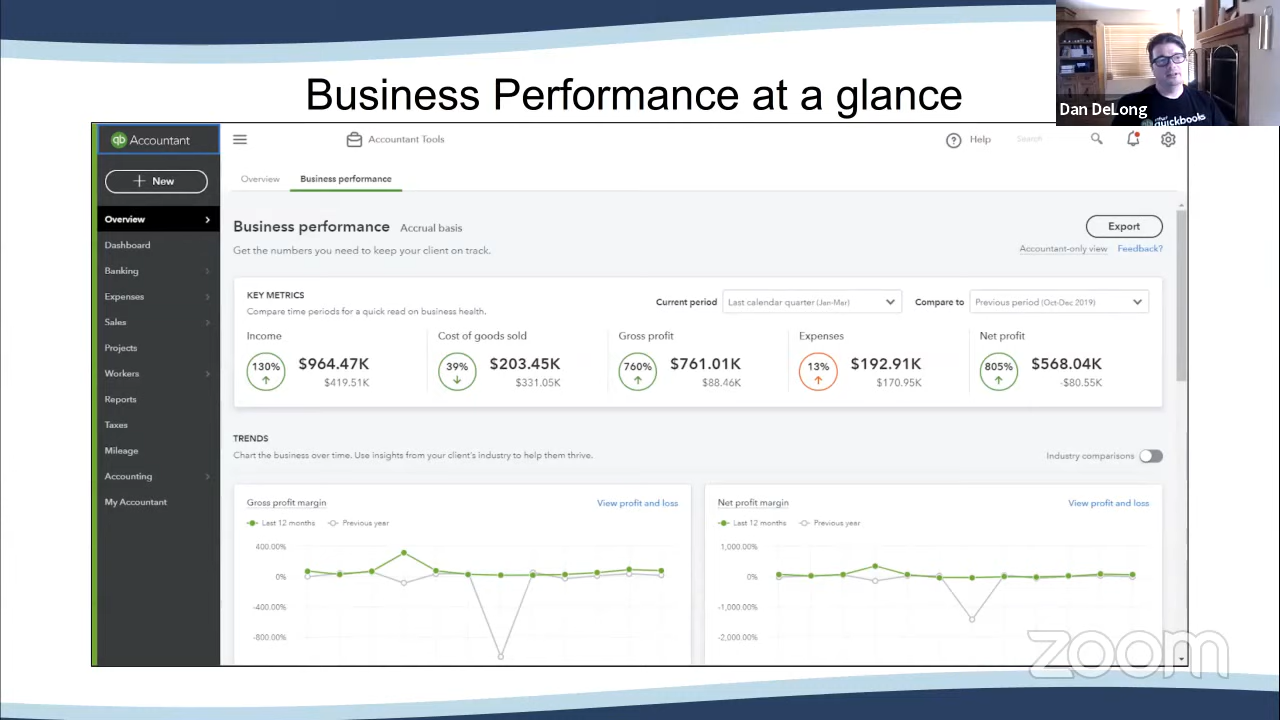 Business Performance at a glance
Dan DeLong
quickbooks
qb Accountant
Accountant Tools
Help
Search
New
Overview
Dashboard
Banking
Expenses
Sales
Projects
Workers
Reports
Taxes
Mileage
Accounting
My Accountant
Overview Business performance
Business performance Accrual basis
Export
Get the numbers you need to keep your client on track.
Accountant-only view Feedback?
KEY METRICS
Compare time periods for a quick read on business health.
Current period Last calendar quarter (Jan-Mar) Compare to Previous period (Oct-Dec 2019)
Income Cost of goods sold Gross profit Expenses Net profit
130% $964.47K 39% $203.45K 760% $761.01K 13% $192.91K 805% $568.04K
$419.51K $331.05K $88.46K $170.95K -$80.55K
TRENDS
Chart the business over time. Use insights from your client's industry to help them thrive.
Industry comparisons
Gross profit margin View profit and loss
Last 12 months Previous year
400.00%
0%
-400.00%
-800.00%
Net profit margin View profit and loss
Last 12 months Previous year
1,000.00%
0%
-1,000.00%
-2,000.00%
zoom